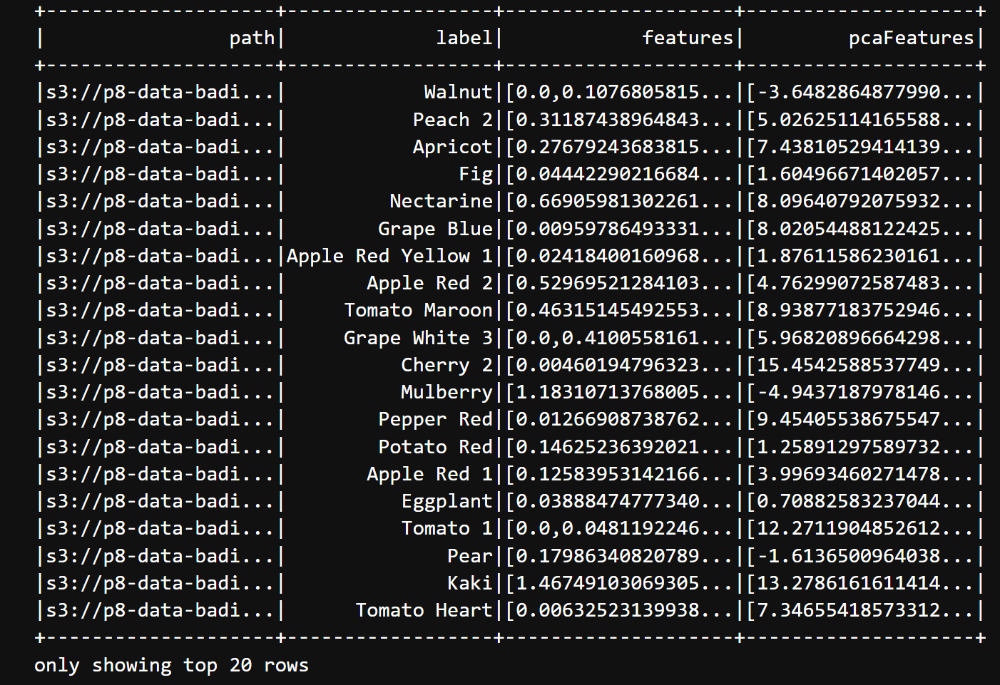 +--------------------+------------------+--------------------+--------------------+
|                path|             label|            features|         pcaFeatures|
+--------------------+------------------+--------------------+--------------------+
|s3://p8-data-badi...|            Walnut|[0.0,0.1076805815...|[-3.6482864877990...|
|s3://p8-data-badi...|           Peach 2|[0.31187438964843...|[5.02625114165588...|
|s3://p8-data-badi...|           Apricot|[0.27679243683815...|[7.43810529414139...|
|s3://p8-data-badi...|               Fig|[0.04442290216684...|[1.60496671402057...|
|s3://p8-data-badi...|         Nectarine|[0.66905981302261...|[8.09640792075932...|
|s3://p8-data-badi...|        Grape Blue|[0.00959786493331...|[8.02054488122425...|
|s3://p8-data-badi...|Apple Red Yellow 1|[0.02418400160968...|[1.87611586230161...|
|s3://p8-data-badi...|       Apple Red 2|[0.52969521284103...|[4.76299072587483...|
|s3://p8-data-badi...|     Tomato Maroon|[0.46315145492553...|[8.93877183752946...|
|s3://p8-data-badi...|     Grape White 3|[0.0,0.4100558161...|[5.96820896664298...|
|s3://p8-data-badi...|          Cherry 2|[0.00460194796323...|[15.4542588537749...|
|s3://p8-data-badi...|          Mulberry|[1.18310713768005...|[-4.9437187978146...|
|s3://p8-data-badi...|        Pepper Red|[0.01266908738762...|[9.45405538675547...|
|s3://p8-data-badi...|        Potato Red|[0.14625236392021...|[1.25891297589732...|
|s3://p8-data-badi...|       Apple Red 1|[0.12583953142166...|[3.99693460271478...|
|s3://p8-data-badi...|          Eggplant|[0.03888474777340...|[0.70882583237044...|
|s3://p8-data-badi...|          Tomato 1|[0.0,0.0481192246...|[12.2711904852612...|
|s3://p8-data-badi...|              Pear|[0.17986340820789...|[-1.6136500964038...|
|s3://p8-data-badi...|              Kaki|[1.46749103069305...|[13.2786161611414...|
|s3://p8-data-badi...|      Tomato Heart|[0.00632523139938...|[7.34655418573312...|
+--------------------+------------------+--------------------+--------------------+
only showing top 20 rows